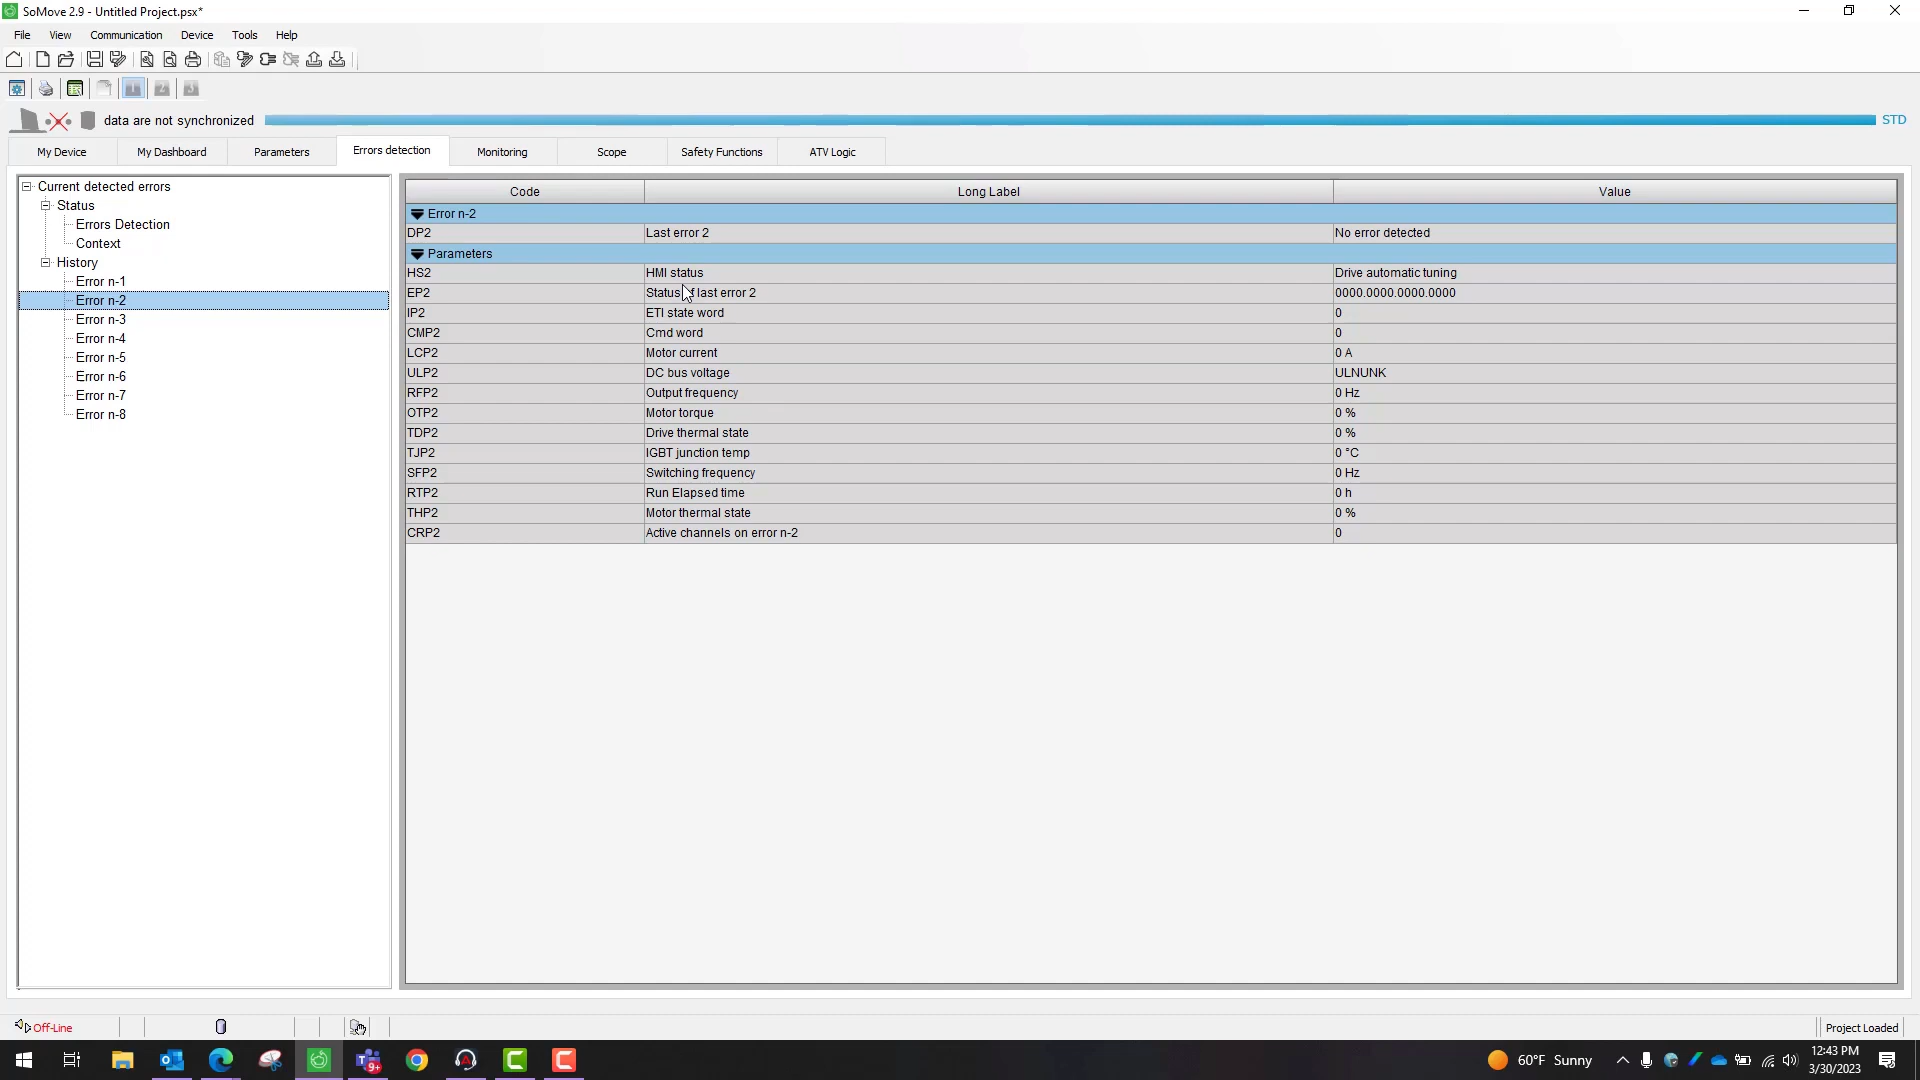 SoMove 2.9 - Untitled Project.psx*
File View Communication Device Tools Help
1 2 3
data are not synchronized STD
My Device My Dashboard Parameters Errors detection Monitoring Scope Safety Functions ATV Logic
Current detected errors
Status
Errors Detection
Context
History
Error n-1
Error n-2
Error n-3
Error n-4
Error n-5
Error n-6
Error n-7
Error n-8
Code Long Label Value
Error n-2
DP2 Last error 2 No error detected
Parameters
HS2 HMI status Drive automatic tuning
EP2 Status of last error 2 0000.0000.0000.0000
IP2 ETI state word 0
CMP2 Cmd word 0
LCP2 Motor current 0 A
ULP2 DC bus voltage ULNUNK
RFP2 Output frequency 0 Hz
OTP2 Motor torque 0 %
TDP2 Drive thermal state 0 %
TJP2 IGBT junction temp 0 °C
SFP2 Switching frequency 0 Hz
RTP2 Run Elapsed time 0 h
THP2 Motor thermal state 0 %
CRP2 Active channels on error n-2 0
Off-Line Project Loaded
9+ 60°F Sunny 12:43 PM
3/30/2023